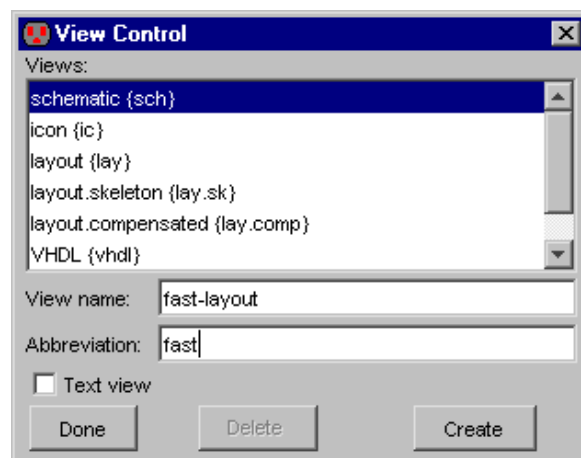 View Control
Views:
schematic {sch}
icon {ic}
layout {lay}
layout.skeleton {lay.sk}
layout.compensated {lay.comp}
VHDL {vhdl}
View name: fast-layout
Abbreviation: fast
Text view
Done Delete Create